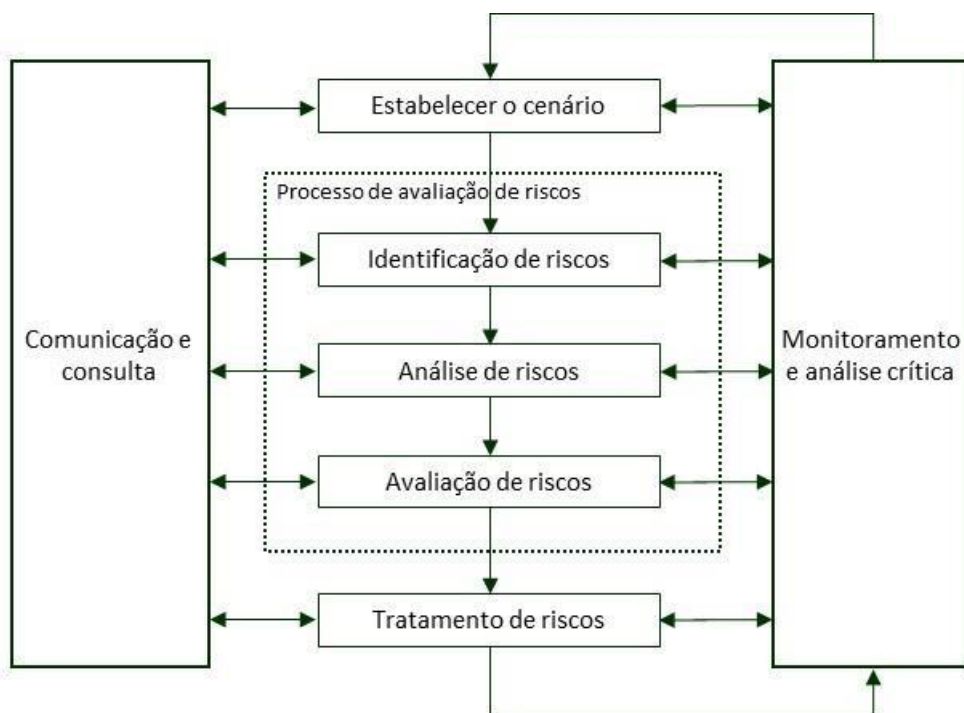 Estabelecer o cenário
Processo de avaliação de riscos
Identificação de riscos
Comunicação e
consulta
Análise de riscos
Monitoramento
e análise crítica
Avaliação de riscos
Tratamento de riscos